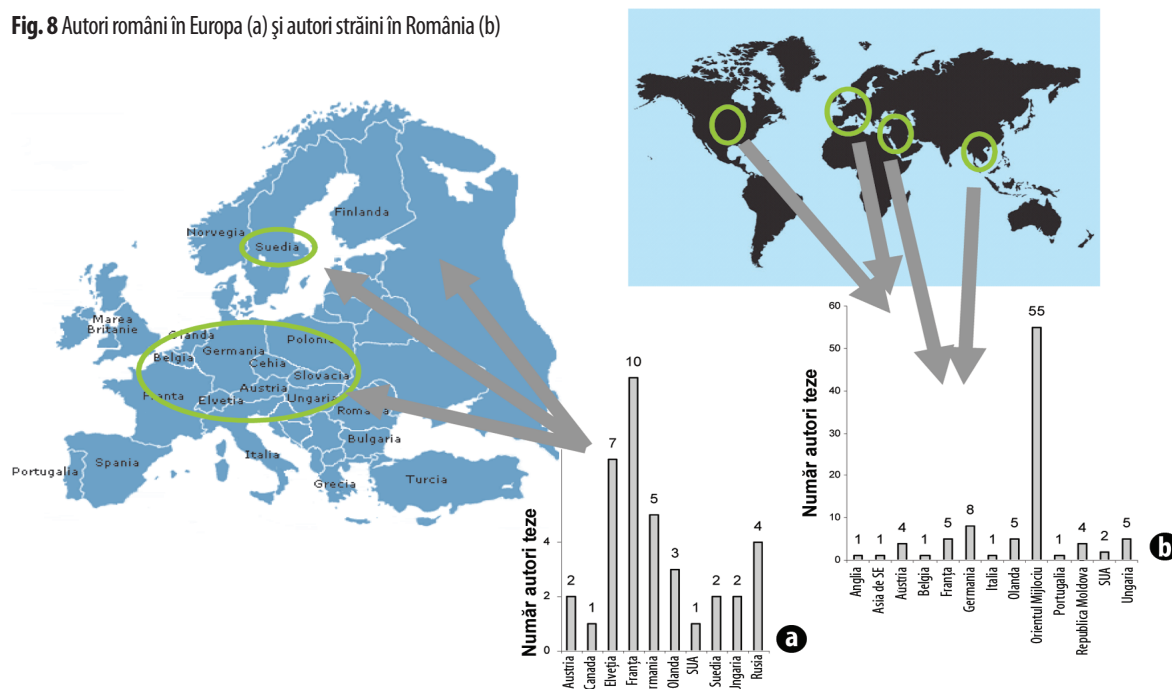 Fig. 8 Autori români în Europa (a) şi autori străini în România (b)
Finlanda
Norvegia
Suedia
Marea
Britanie
Olanda
Polonia
Belgia
Germania
Cehia
Slovacia
Franta
Austria
Elvetia
Ungaria
România
Bulgaria
Italia
Portugalia
Spania
Grecia
Turcia
Număr autori teze
4
2
0
2
1
7
10
5
3
1
2
2
4
Austria
Canada
Elveţia
Franţa
ermania
Olanda
SUA
Suedia
Ungaria
Rusia
a
Număr autori teze
60
50
40
30
20
10
0
1
1
4
1
5
8
1
5
55
1
4
2
5
Anglia
Asia de SE
Austria
Belgia
Franţa
Germania
Italia
Olanda
Orientul Mijlociu
Portugalia
Republica Moldova
SUA
Ungaria
b